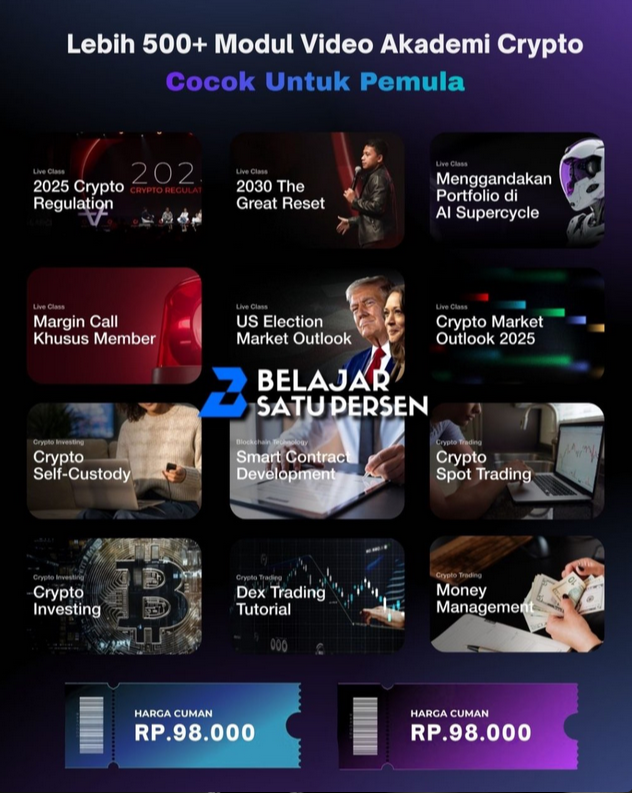 Lebih 500+ Modul Video Akademi Crypto
Cocok Untuk Pemula
Live Class
2025 Crypto
Regulation
202
CRYPTO REGULAT
Live Class
2030 The
Great Reset
Live Class
Menggandakan
Portfolio di
AI Supercycle
Live Class
Margin Call
Khusus Member
Live Class
US Election
Market Outlook
Live Class
Crypto Market
Outlook 2025
BELAJAR
SATU PERSEN
Crypto Investing
Crypto
Self-Custody
Blockchain Technology
Smart Contract
Development
Crypto Trading
Crypto
Spot Trading
Crypto Investing
Crypto
Investing
Crypto Trading
Dex Trading
Tutorial
Crypto Trading
Money
Management
HARGA CUMAN
RP.98.000
HARGA CUMAN
RP.98.000